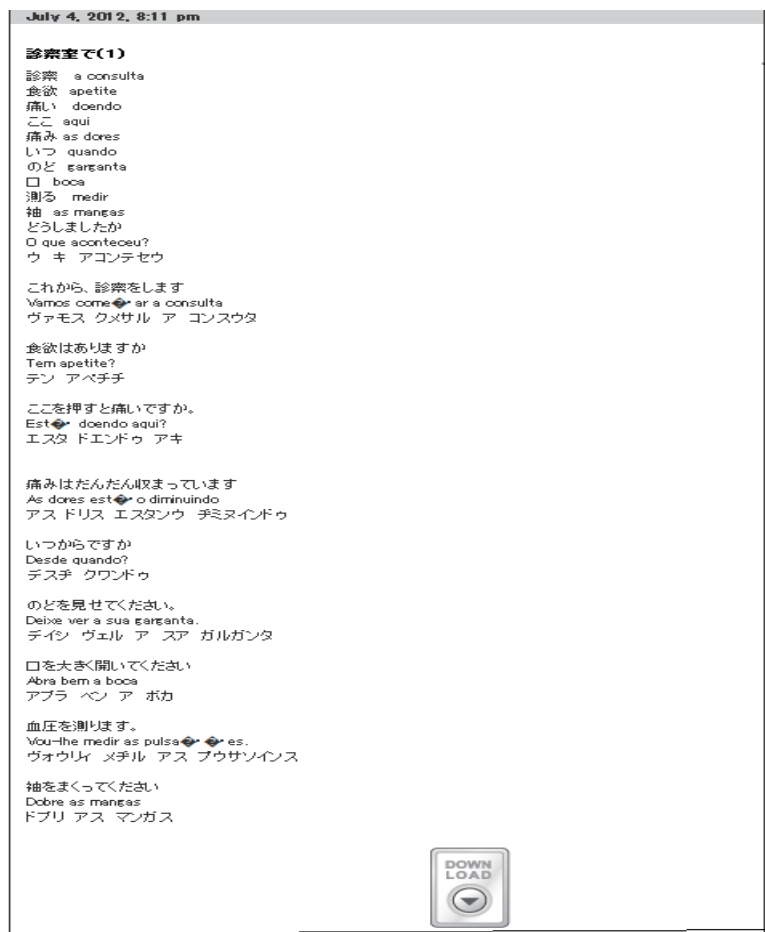 July 4, 2012, 8:11 pm
診察室で(1)
診察 a consulta
食欲 apetite
痛い doendo
ここ aqui
痛み as dores
いつ quando
のど garganta
口 boca
測る medir
袖 as mangas
どうしましたか
O que aconteceu?
ウ キ アコンテセウ
これから、診察をします
Vamos come� ar a consulta
ヴァモス クメサル ア コンスウタ
食欲はありますか
Tem apetite?
テン アペチチ
ここを押すと痛いですか。
Est� doendo aqui?
エスタ ドエンドゥ アキ
痛みはだんだん収まっています
As dores est� o diminuindo
アス ドリス エスタンウ ヂミヌインドゥ
いつからですか
Desde quando?
デスヂ クワンドゥ
のどを見せてください。
Deixe ver a sua garganta.
デイシ ヴェル ア スア ガルガンタ
口を大きく開いてください
Abra bem a boca
アブラ ベン ア ボカ
血圧を測ります。
Vou-lhe medir as pulsa� � es.
ヴォウリィ メヂル アス プウサソインス
袖をまくってください
Dobre as mangas
ドブリ アス マンガス
DOWN
LOAD